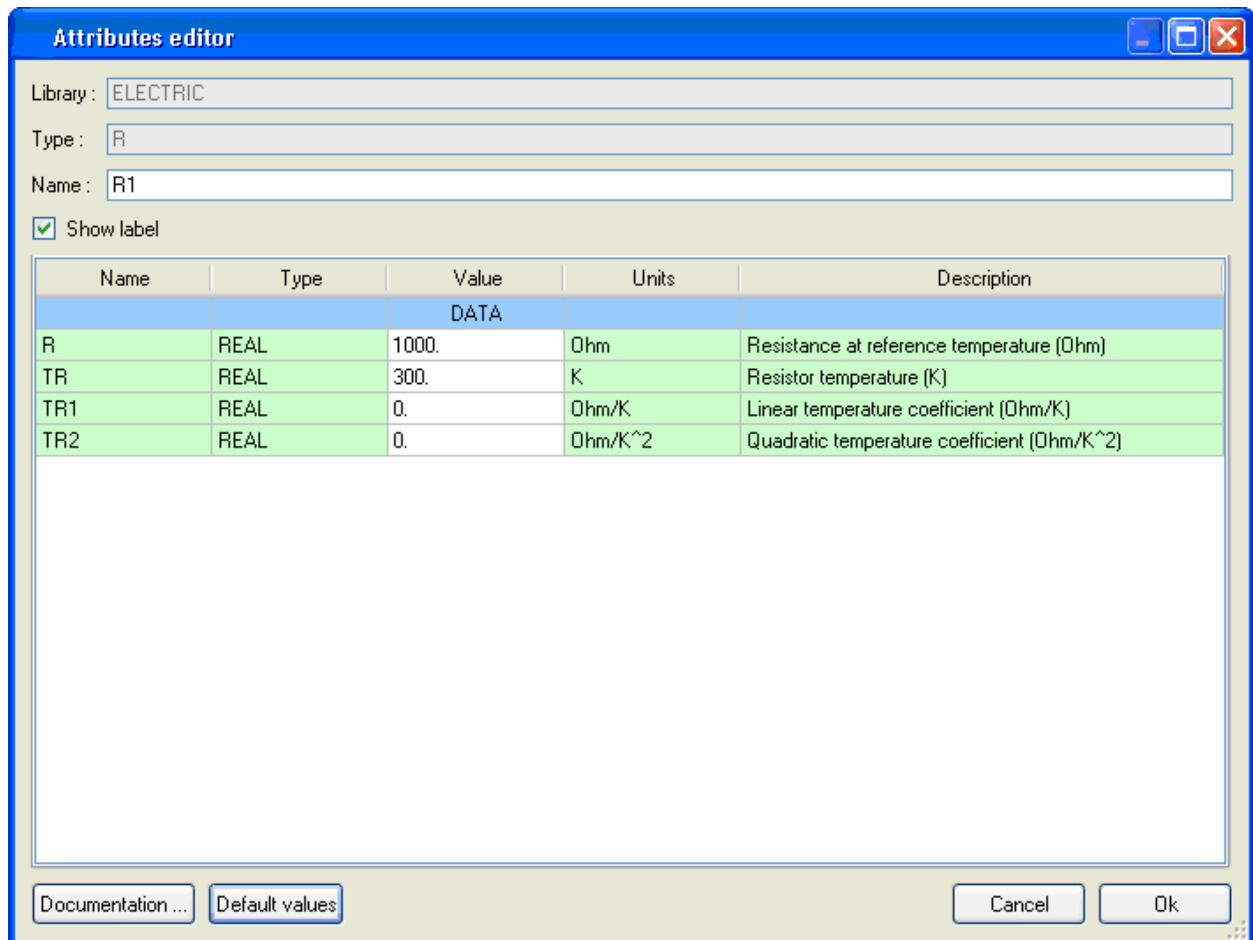 Attributes editor
Library : ELECTRIC
Type : R
Name : R1
Show label
Name Type Value Units Description
DATA
R REAL 1000. Ohm Resistance at reference temperature (Ohm)
TR REAL 300. K Resistor temperature (K)
TR1 REAL 0. Ohm/K Linear temperature coefficient (Ohm/K)
TR2 REAL 0. Ohm/K^2 Quadratic temperature coefficient (Ohm/K^2)
Documentation ... Default values Cancel Ok